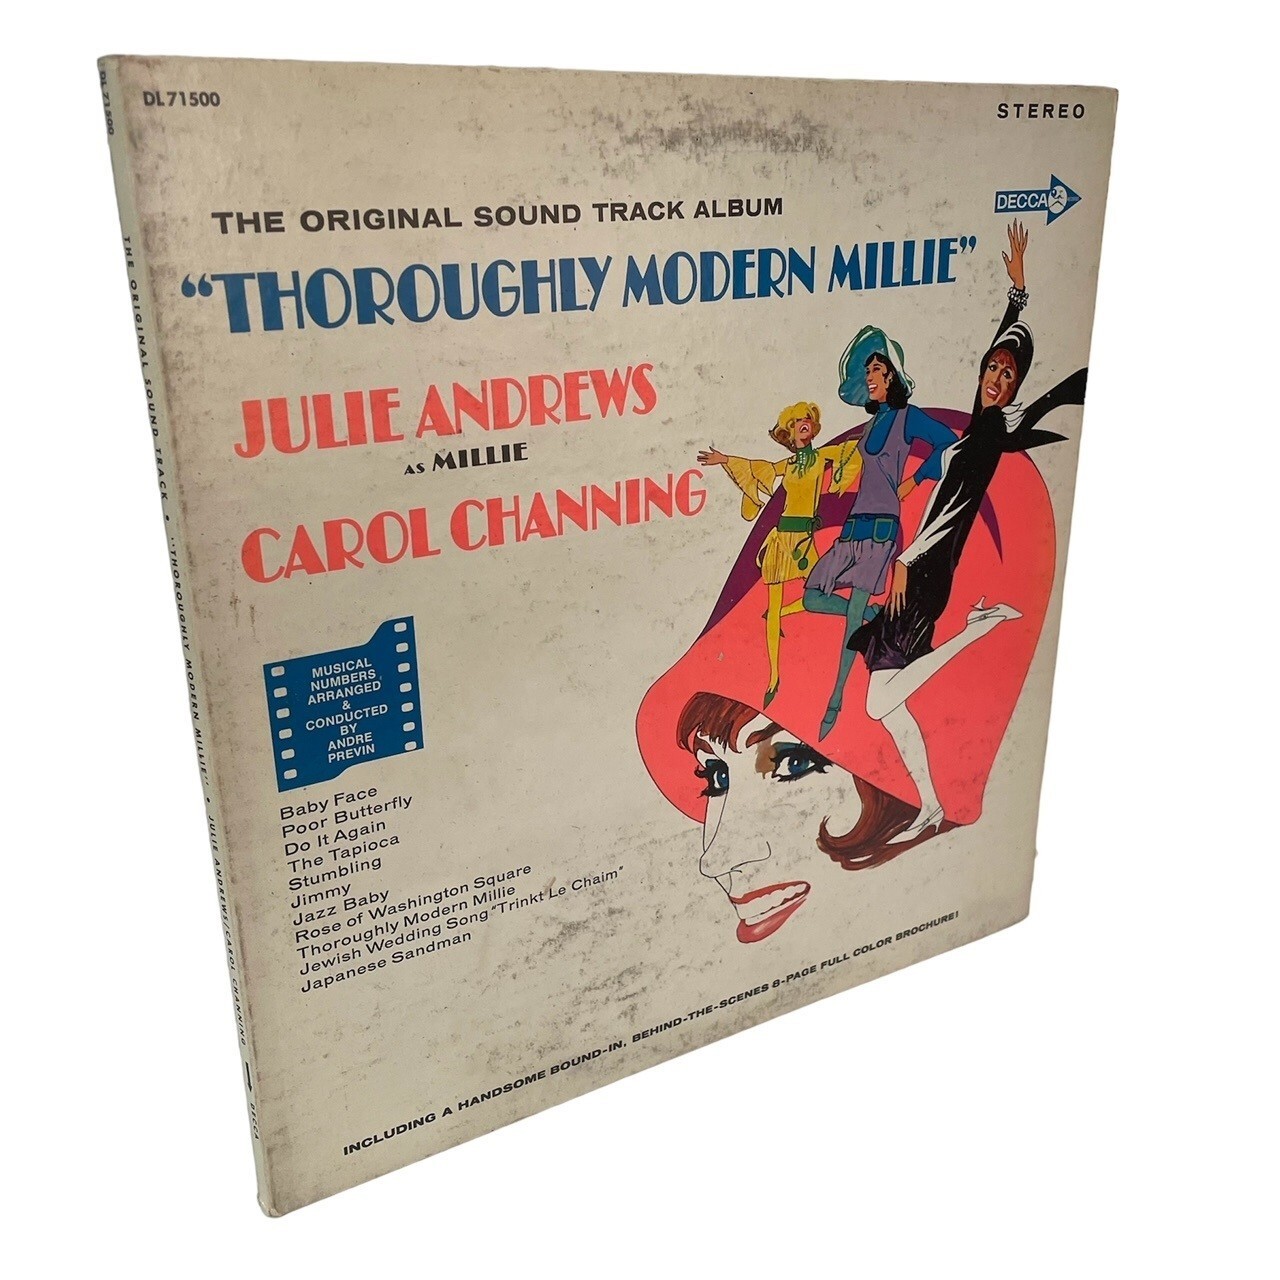 DL71500
STEREO
DECCA
THE ORIGINAL SOUND TRACK ALBUM
“THOROUGHLY MODERN MILLIE”
JULIE ANDREWS
AS MILLIE
CAROL CHANNING
MUSICAL
NUMBERS
ARRANGED
&
CONDUCTED
BY
ANDRE
PREVIN
Baby Face
Poor Butterfly
Do It Again
The Tapioca
Stumbling
Jimmy
Jazz Baby
Rose of Washington Square
Thoroughly Modern Millie
Jewish Wedding Song "Trinkt Le Chaim"
Japanese Sandman
INCLUDING A HANDSOME BOUND-IN, BEHIND-THE-SCENES 8-PAGE FULL COLOR BROCHURE!
DL 71500 THE ORIGINAL SOUND TRACK • "THOROUGHLY MODERN MILLIE" • JULIE ANDREWS/CAROL CHANNING DECCA